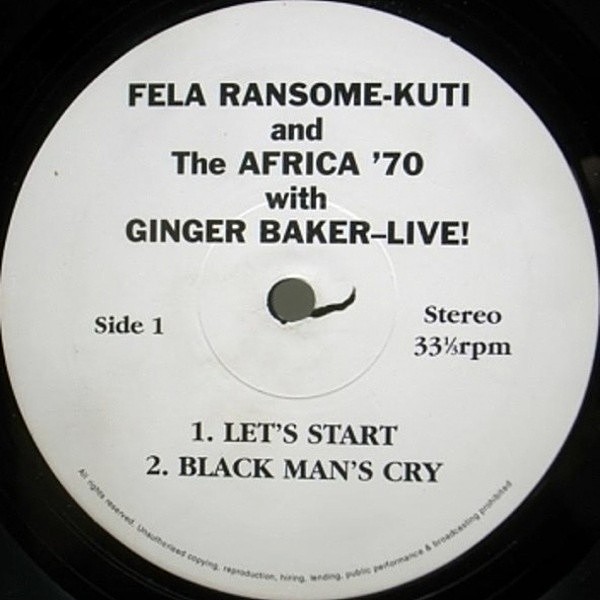 FELA RANSOME-KUTI
and
The AFRICA ’70
with
GINGER BAKER–LIVE!
Side 1
Stereo
33⅓rpm
1. LET’S START
2. BLACK MAN’S CRY
All rights reserved. Unauthorised copying, reproduction, hiring, lending, public performance & broadcasting prohibited